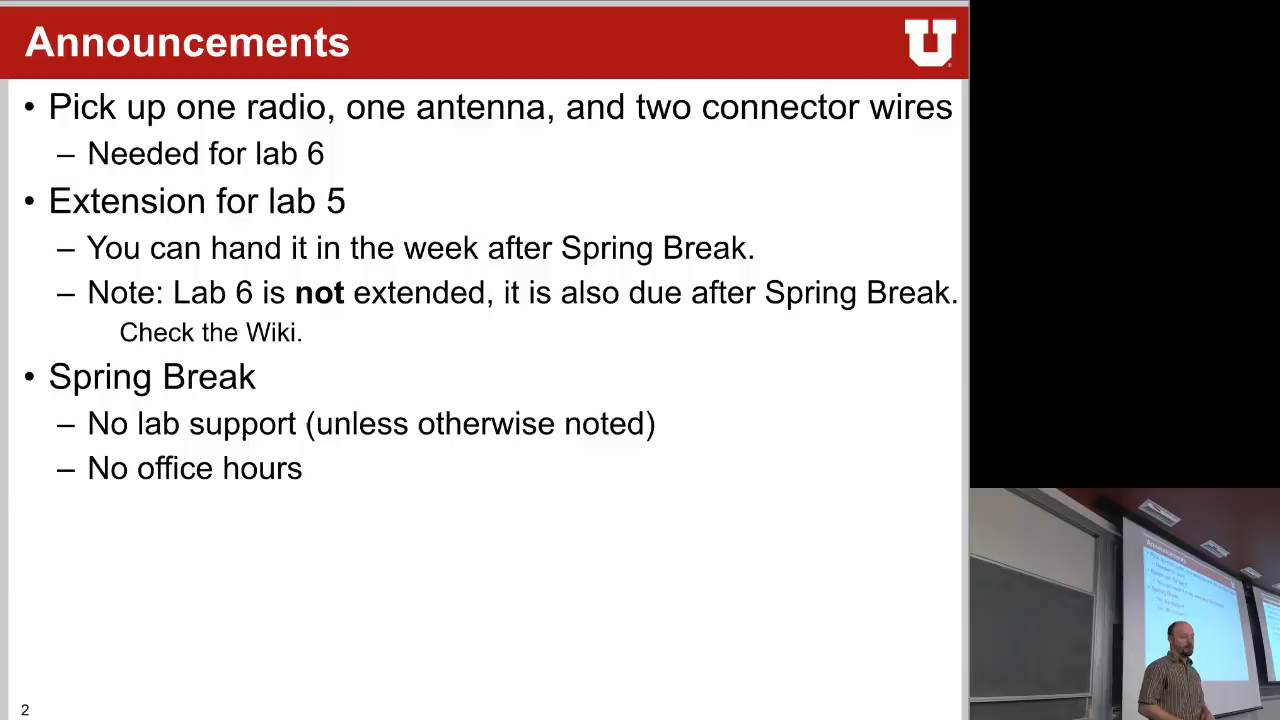 Announcements
U
• Pick up one radio, one antenna, and two connector wires
– Needed for lab 6
• Extension for lab 5
– You can hand it in the week after Spring Break.
– Note: Lab 6 is not extended, it is also due after Spring Break.
Check the Wiki.
• Spring Break
– No lab support (unless otherwise noted)
– No office hours
2
Announcements